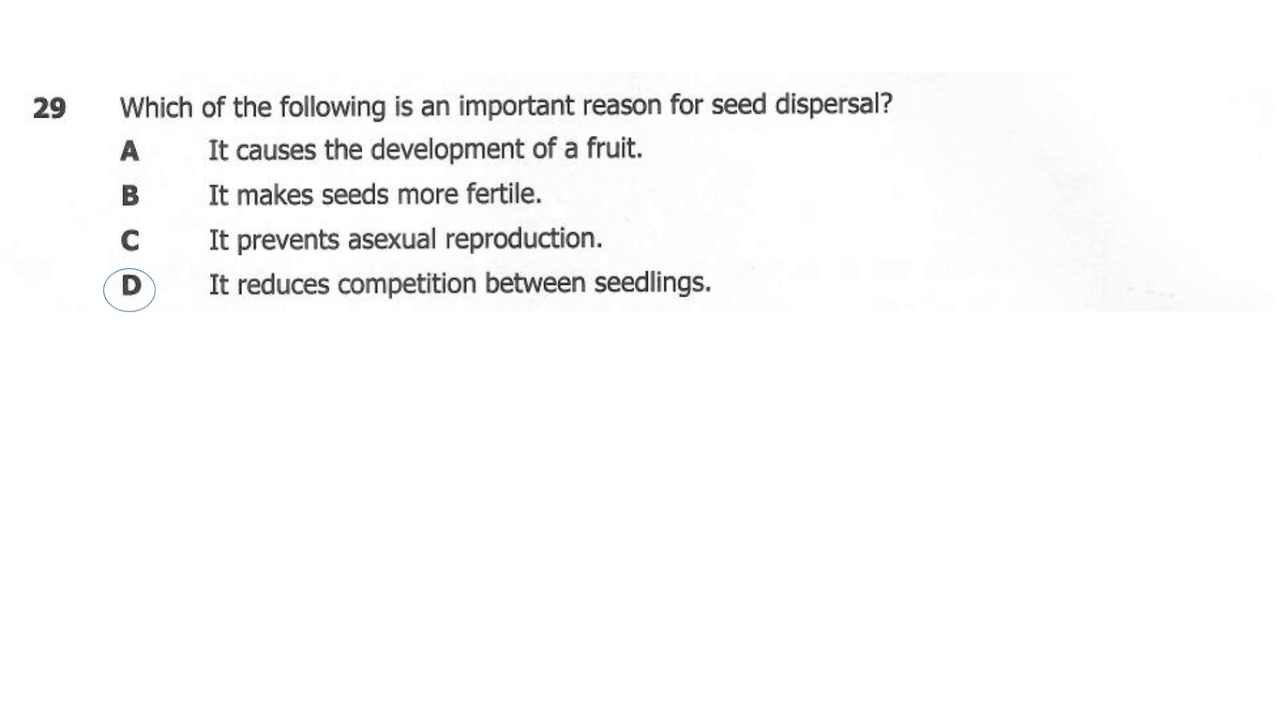 29 Which of the following is an important reason for seed dispersal?
A It causes the development of a fruit.
B It makes seeds more fertile.
C It prevents asexual reproduction.
D It reduces competition between seedlings.